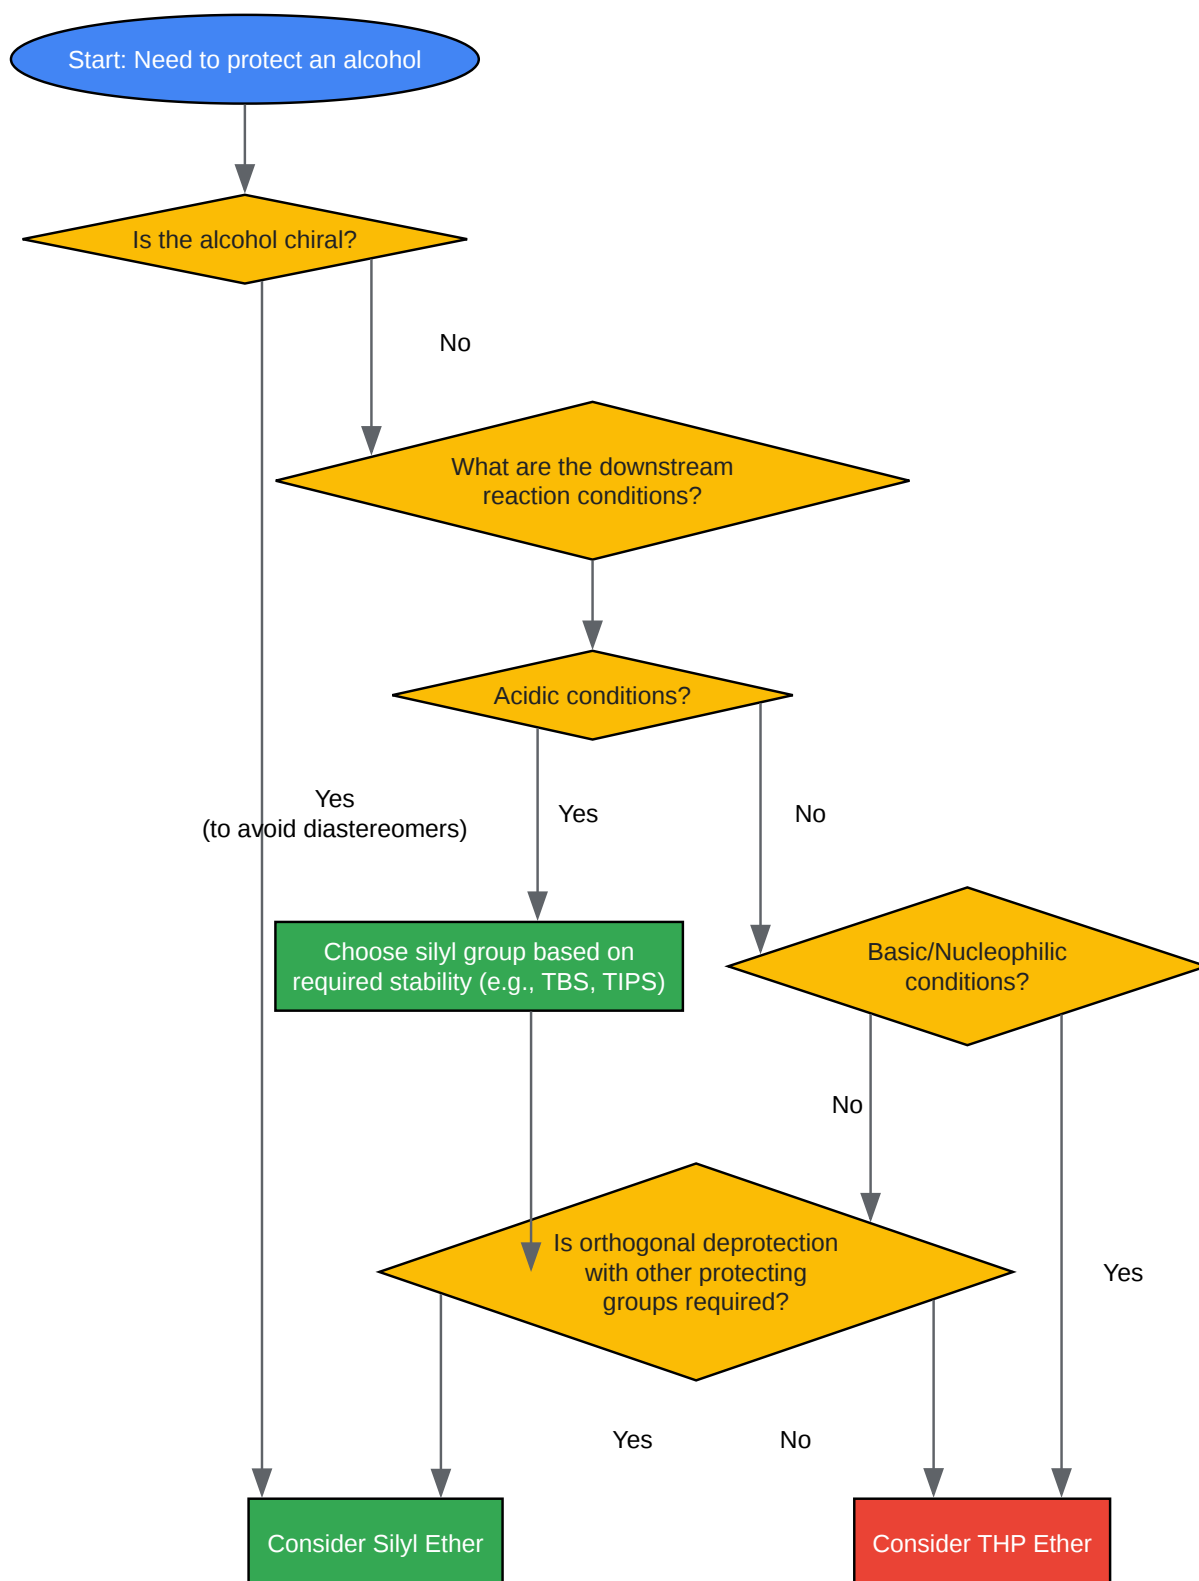 Start: Need to protect an alcohol
Is the alcohol chiral?
No
What are the downstream
reaction conditions?
Acidic conditions?
Yes
(to avoid diastereomers)
Yes
No
Choose silyl group based on
required stability (e.g., TBS, TIPS)
Basic/Nucleophilic
conditions?
No
Is orthogonal deprotection
with other protecting
groups required?
Yes
Yes
No
Consider Silyl Ether
Consider THP Ether